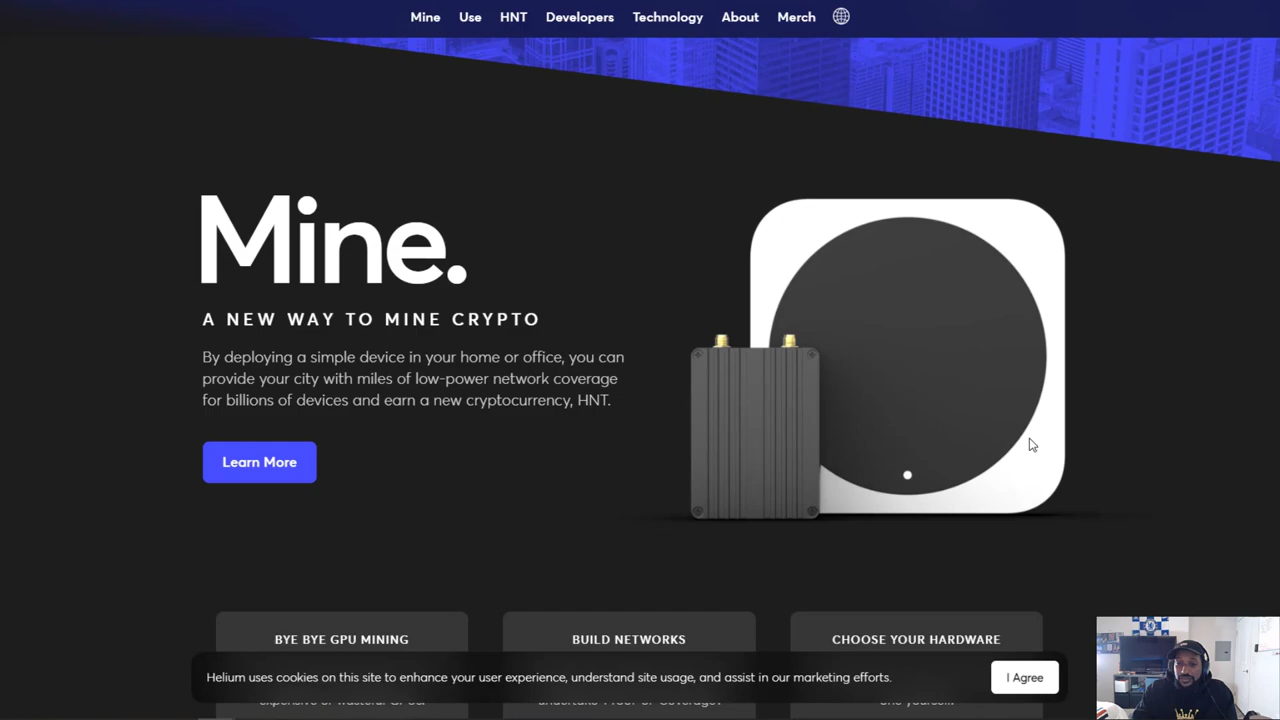 Mine Use HNT Developers Technology About Merch
Mine.
A NEW WAY TO MINE CRYPTO
By deploying a simple device in your home or office, you can
provide your city with miles of low-power network coverage
for billions of devices and earn a new cryptocurrency, HNT.
Learn More
BYE BYE GPU MINING
BUILD NETWORKS
CHOOSE YOUR HARDWARE
Helium uses cookies on this site to enhance your user experience, understand site usage, and assist in our marketing efforts.
I Agree